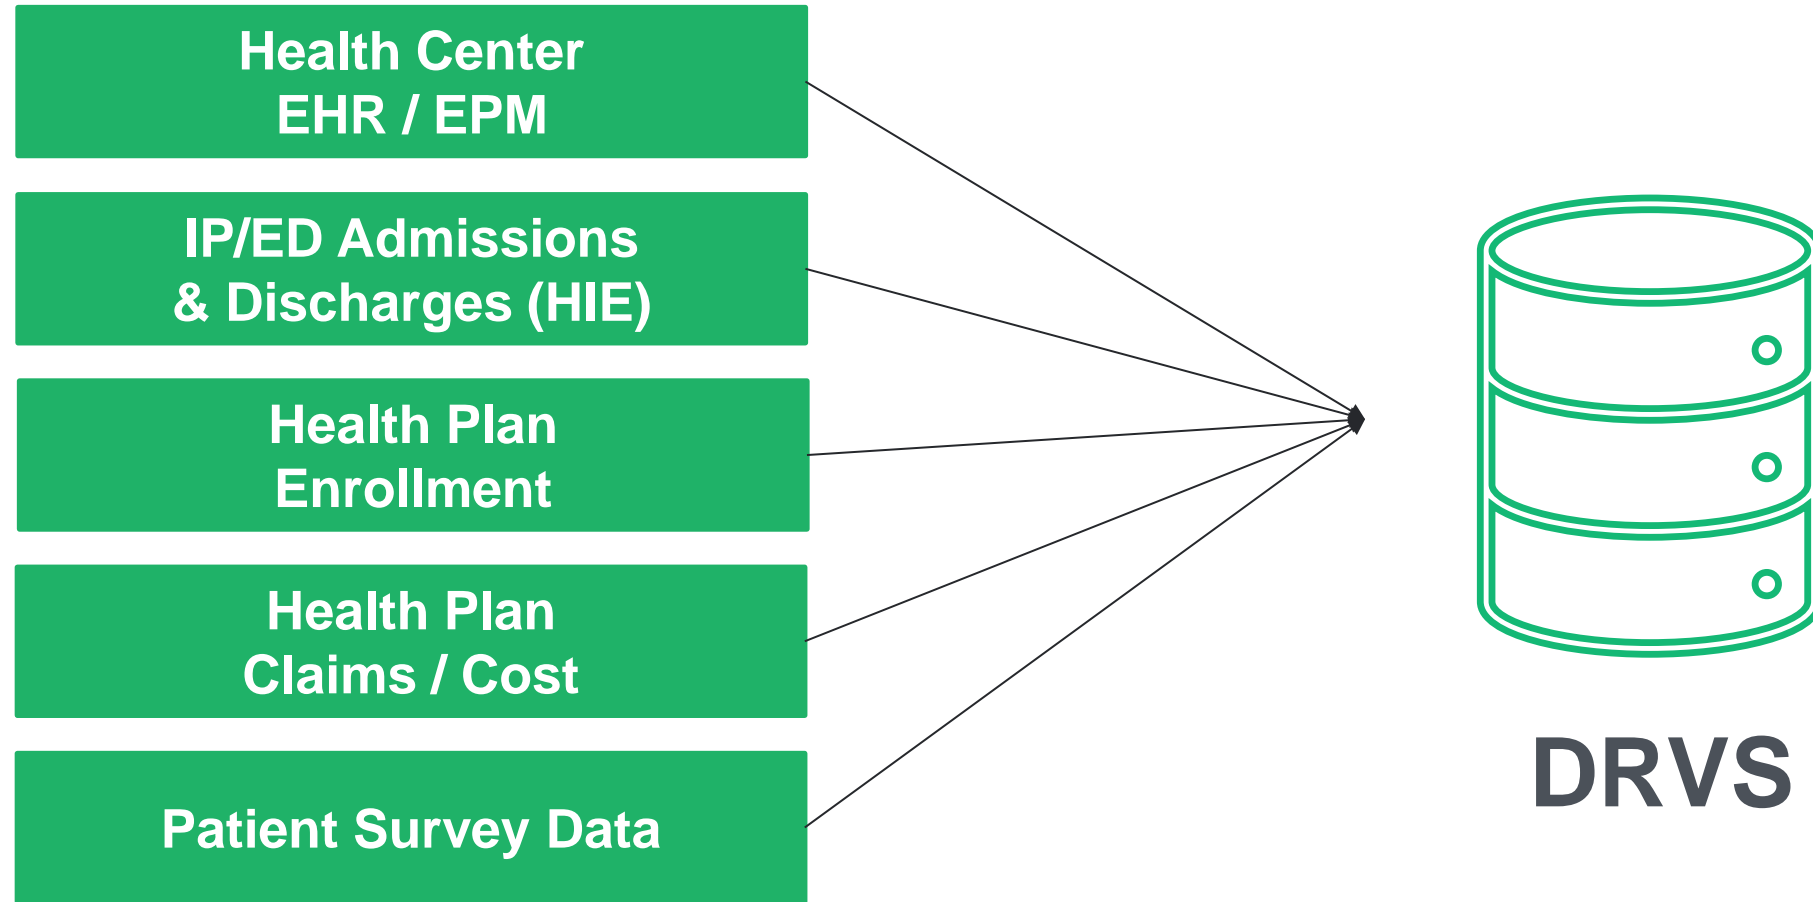 Health Center
EHR / EPM
IP/ED Admissions
& Discharges (HIE)
Health Plan
Enrollment
Health Plan
Claims / Cost
Patient Survey Data
DRVS